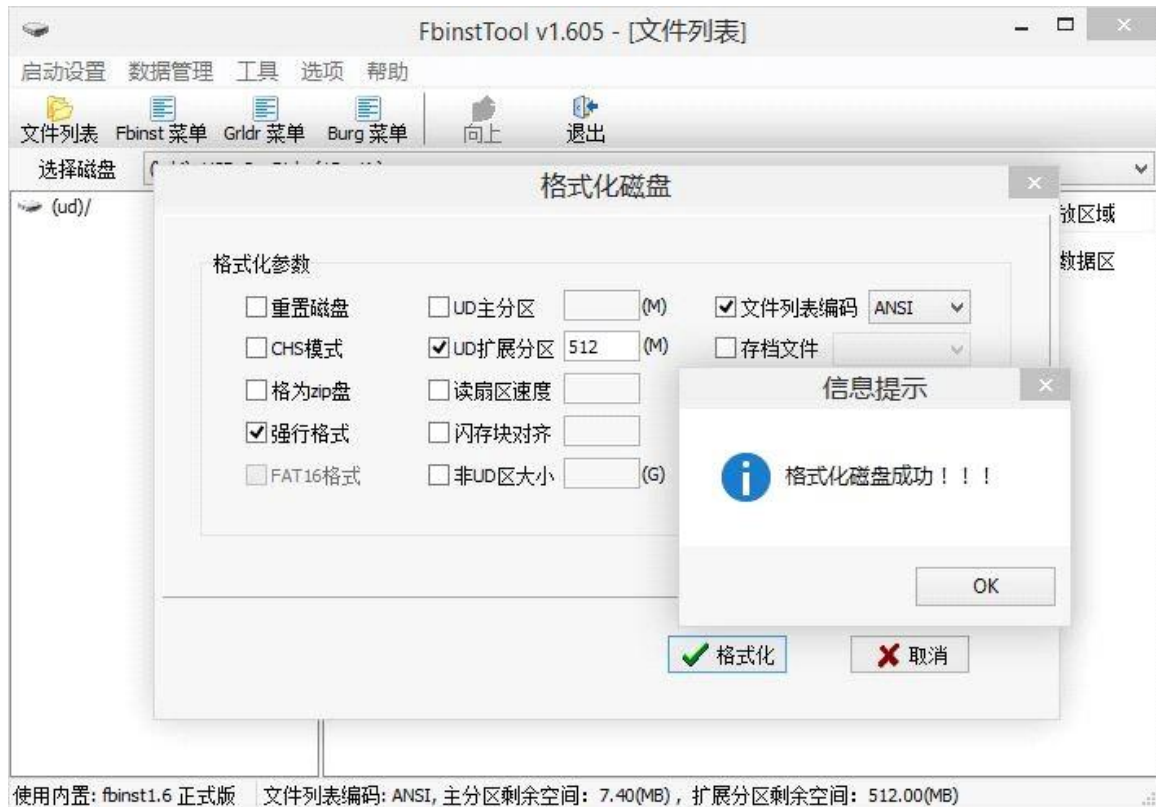 FbinstTool v1.605 - [文件列表]
启动设置 数据管理 工具 选项 帮助
文件列表 Fbinst 菜单 Grldr 菜单 Burg 菜单 向上 退出
选择磁盘
(ud)/
放区域
数据区
格式化磁盘
格式化参数
重置磁盘 UD主分区 (M) 文件列表编码 ANSI
CHS模式 UD扩展分区 512 (M) 存档文件
格为zip盘 读扇区速度
强行格式 闪存块对齐
FAT16格式 非UD区大小 (G)
信息提示
格式化磁盘成功！！！
OK
格式化 取消
使用内置: fbinst1.6 正式版 文件列表编码: ANSI, 主分区剩余空间: 7.40(MB) , 扩展分区剩余空间: 512.00(MB)